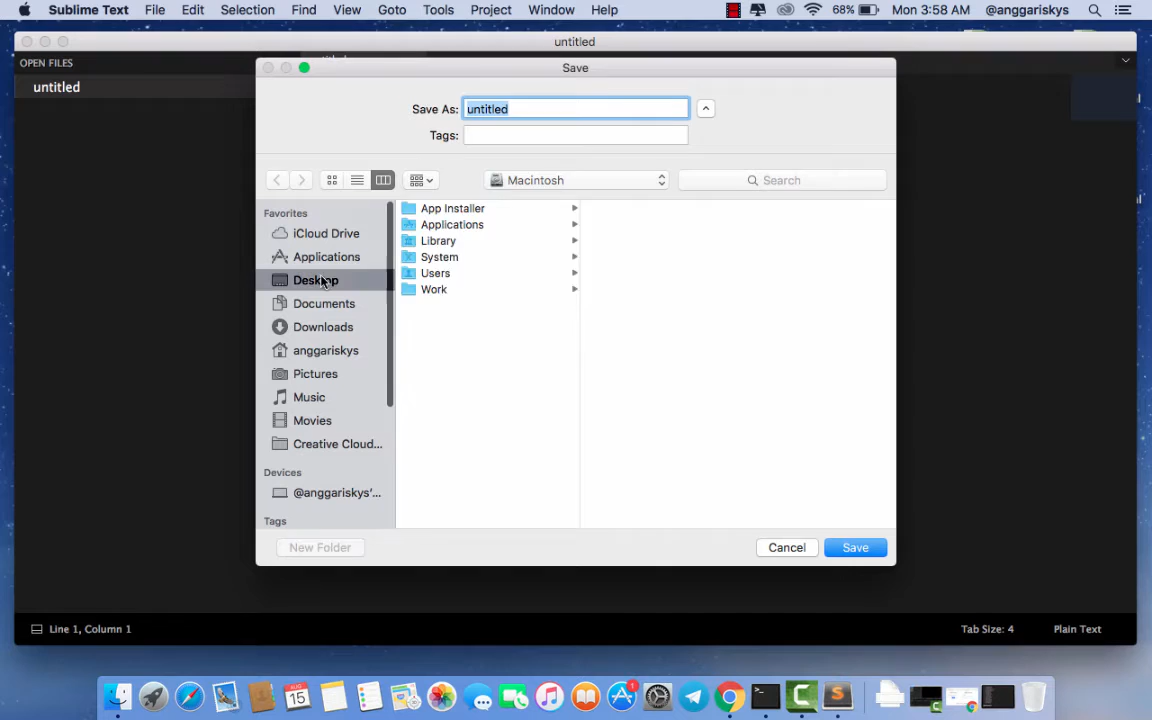 Sublime Text File Edit Selection Find View Goto Tools Project Window Help 68% Mon 3:58 AM @anggariskys
untitled
OPEN FILES
untitled
Save
Save As: untitled
Tags:
Macintosh
Search
Favorites
iCloud Drive
Applications
Desktop
Documents
Downloads
anggariskys
Pictures
Music
Movies
Creative Cloud...
Devices
@anggariskys'...
Tags
App Installer
Applications
Library
System
Users
Work
New Folder
Cancel
Save
Line 1, Column 1
Tab Size: 4
Plain Text
AUG
15
1